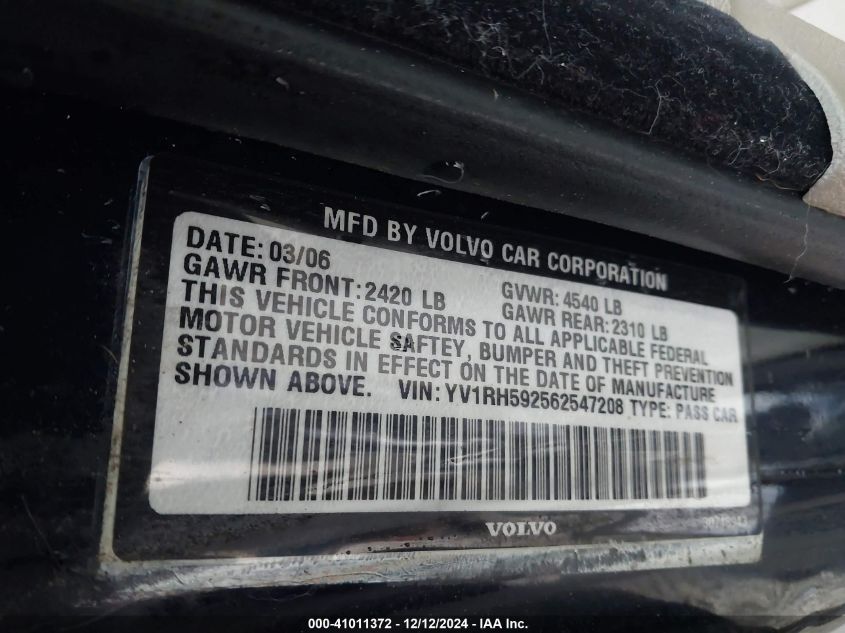 MFD BY VOLVO CAR CORPORATION
DATE: 03/06
GAWR FRONT: 2420 LB GVWR: 4540 LB
GAWR REAR: 2310 LB
THIS VEHICLE CONFORMS TO ALL APPLICABLE FEDERAL
MOTOR VEHICLE SAFTEY, BUMPER AND THEFT PREVENTION
STANDARDS IN EFFECT ON THE DATE OF MANUFACTURE
SHOWN ABOVE. VIN: YV1RH592562547208 TYPE: PASS CAR
VOLVO
000-41011372 - 12/12/2024 - IAA Inc.